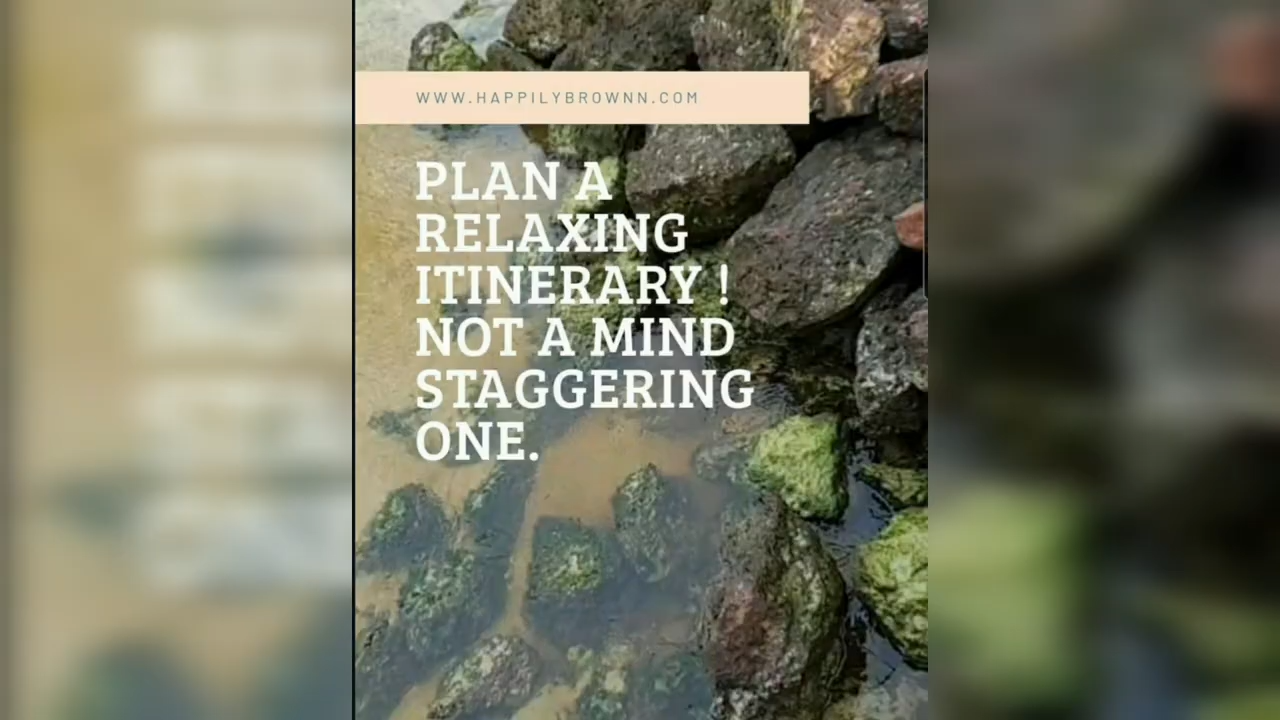 WWW.HAPPILYBROWNN.COM
PLAN A
RELAXING
ITINERARY !
NOT A MIND
STAGGERING
ONE.